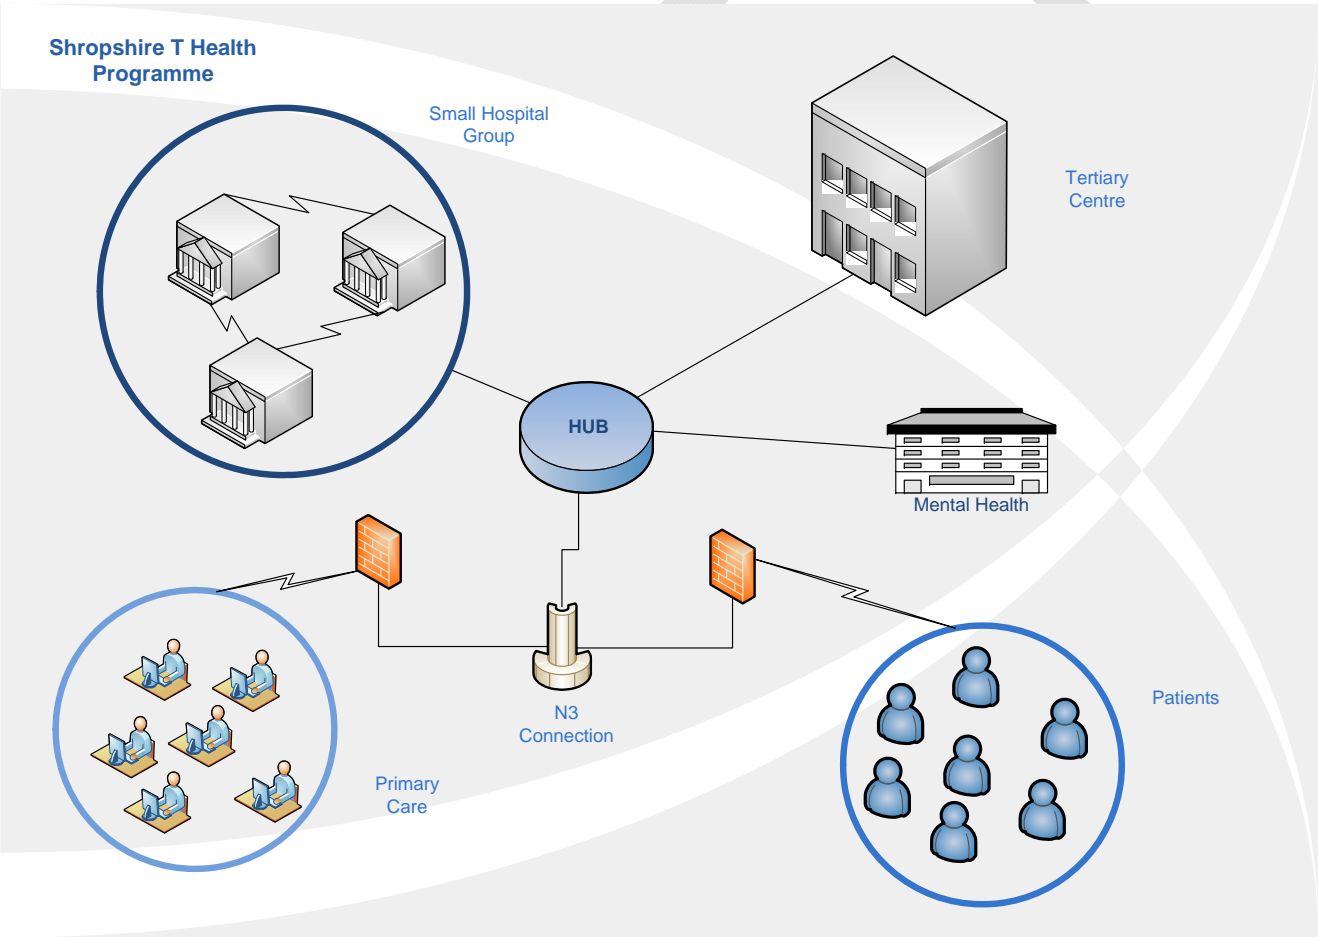 Shropshire T Health
Programme
Small Hospital
Group
Tertiary
Centre
HUB
Mental Health
N3
Connection
Patients
Primary
Care